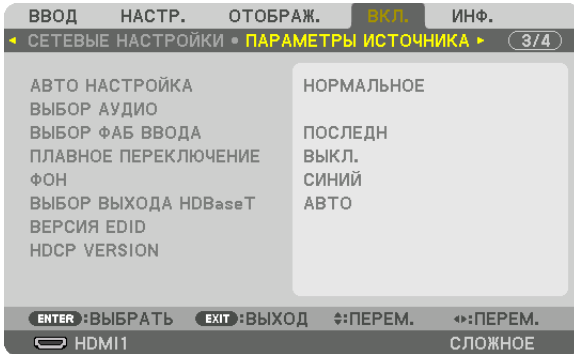 ВВОД НАСТР. ОТОБРАЖ. ВКЛ. ИНФ.
СЕТЕВЫЕ НАСТРОЙКИ • ПАРАМЕТРЫ ИСТОЧНИКА 3/4
АВТО НАСТРОЙКА НОРМАЛЬНОЕ
ВЫБОР АУДИО
ВЫБОР ФАБ ВВОДА ПОСЛЕДН
ПЛАВНОЕ ПЕРЕКЛЮЧЕНИЕ ВЫКЛ.
ФОН СИНИЙ
ВЫБОР ВЫХОДА HDBaseT АВТО
ВЕРСИЯ EDID
HDCP VERSION
ENTER :ВЫБРАТЬ EXIT :ВЫХОД :ПЕРЕМ. :ПЕРЕМ.
HDMI1 СЛОЖНОЕ